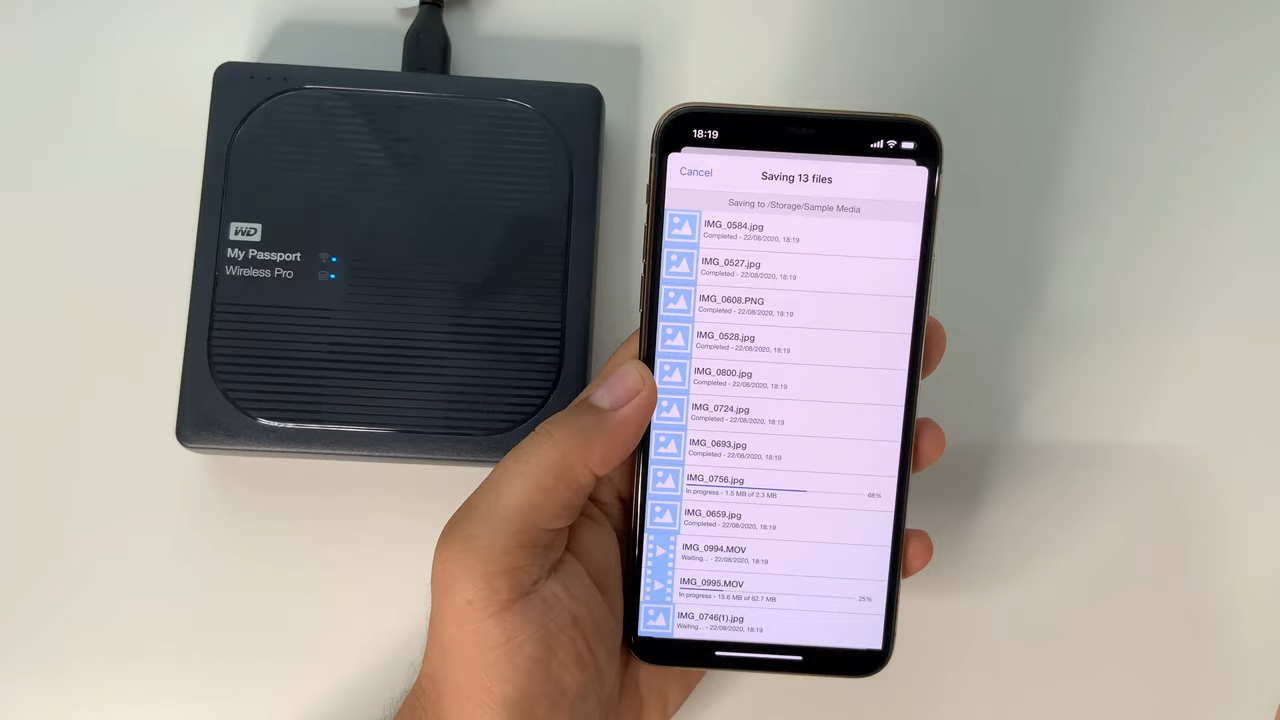 WD
My Passport
Wireless Pro
18:19
Cancel
Saving 13 files
Saving to /Storage/Sample Media
IMG_0584.jpg
Completed - 22/08/2020, 18:19
IMG_0527.jpg
Completed - 22/08/2020, 18:19
IMG_0608.PNG
Completed - 22/08/2020, 18:19
IMG_0528.jpg
Completed - 22/08/2020, 18:19
IMG_0800.jpg
Completed - 22/08/2020, 18:19
IMG_0724.jpg
Completed - 22/08/2020, 18:19
IMG_0693.jpg
Completed - 22/08/2020, 18:19
IMG_0756.jpg
In progress - 1.5 MB of 2.3 MB 68%
IMG_0659.jpg
Completed - 22/08/2020, 18:19
IMG_0994.MOV
Waiting... - 22/08/2020, 18:19
IMG_0995.MOV
In progress - 15.6 MB of 62.7 MB 25%
IMG_0746(1).jpg
Waiting... - 22/08/2020, 18:19